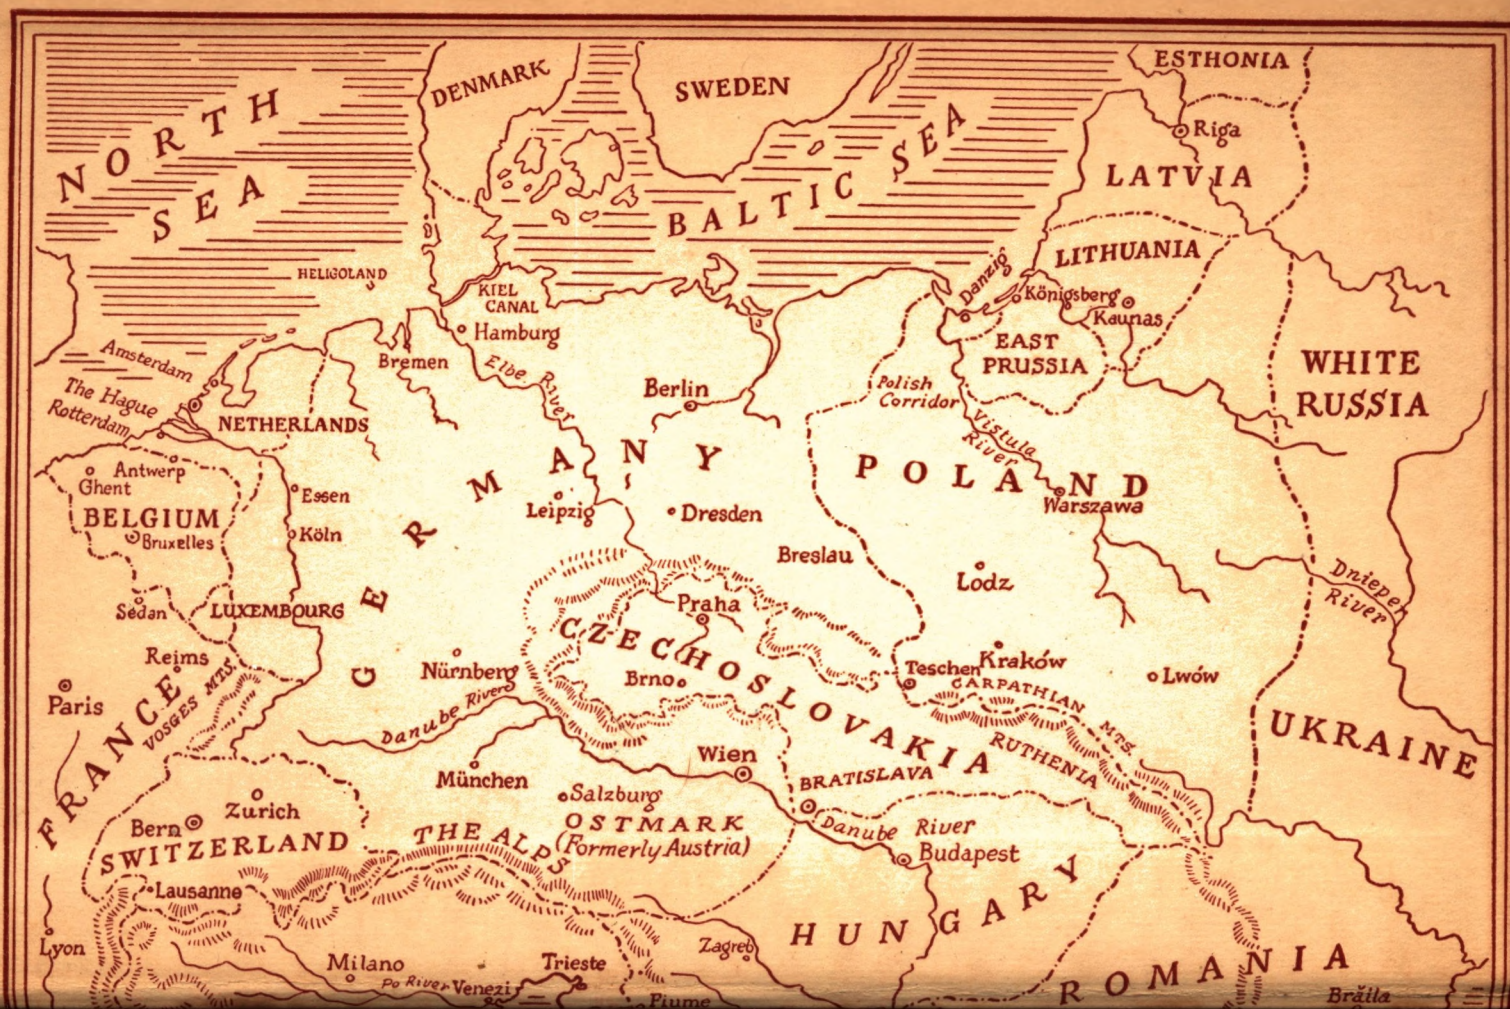 ESTHONIA
DENMARK
SWEDEN
NORTH
SEA
BALTIC SEA
Riga
LATVIA
LITHUANIA
HELIGOLAND
KIEL
CANAL
Danzig
Königsberg
Kaunas
Hamburg
EAST
PRUSSIA
WHITE
RUSSIA
Amsterdam
Bremen
Elbe River
The Hague
Rotterdam
NETHERLANDS
Berlin
Polish
Corridor
Vistula
River
GERMANY
POLAND
Warszawa
Antwerp
Ghent
Essen
BELGIUM
Bruxelles
Köln
Leipzig
Dresden
Breslau
Lodz
Dnieper
River
Sedan
LUXEMBOURG
Praha
CZECHOSLOVAKIA
Reims
VOSGES MTS.
Nürnberg
Brno
Teschen
Kraków
Lwów
CARPATHIAN MTS.
Paris
FRANCE
Danube River
RUTHENIA
UKRAINE
Wien
München
BRATISLAVA
Salzburg
OSTMARK
(Formerly Austria)
Zurich
Bern
SWITZERLAND
THE ALPS
Danube River
Budapest
HUNGARY
Lausanne
Lyon
Milano
Po River
Venezi
Trieste
Zagreb
Fiume
ROMANIA
Brăila